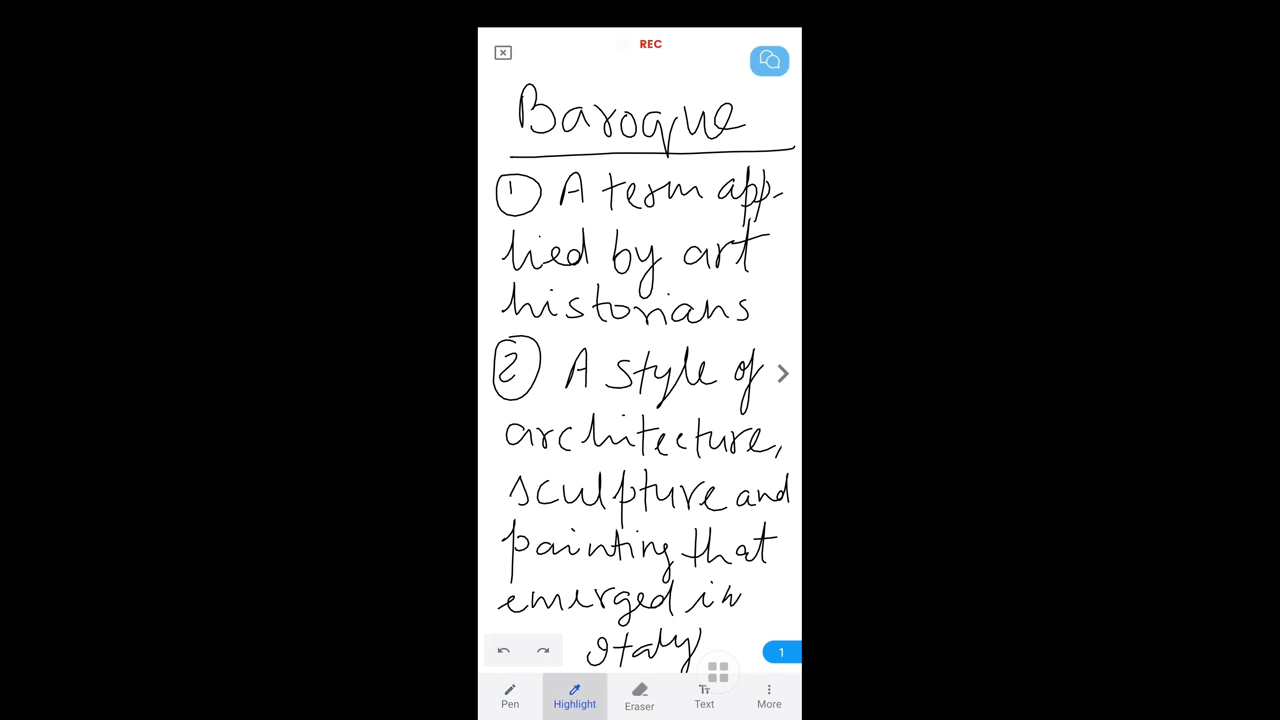 REC
Baroque
① A term app-
lied by art
historians
② A style of
architecture,
sculpture and
painting that
emerged in
Italy
1
Pen Highlight Eraser Text More